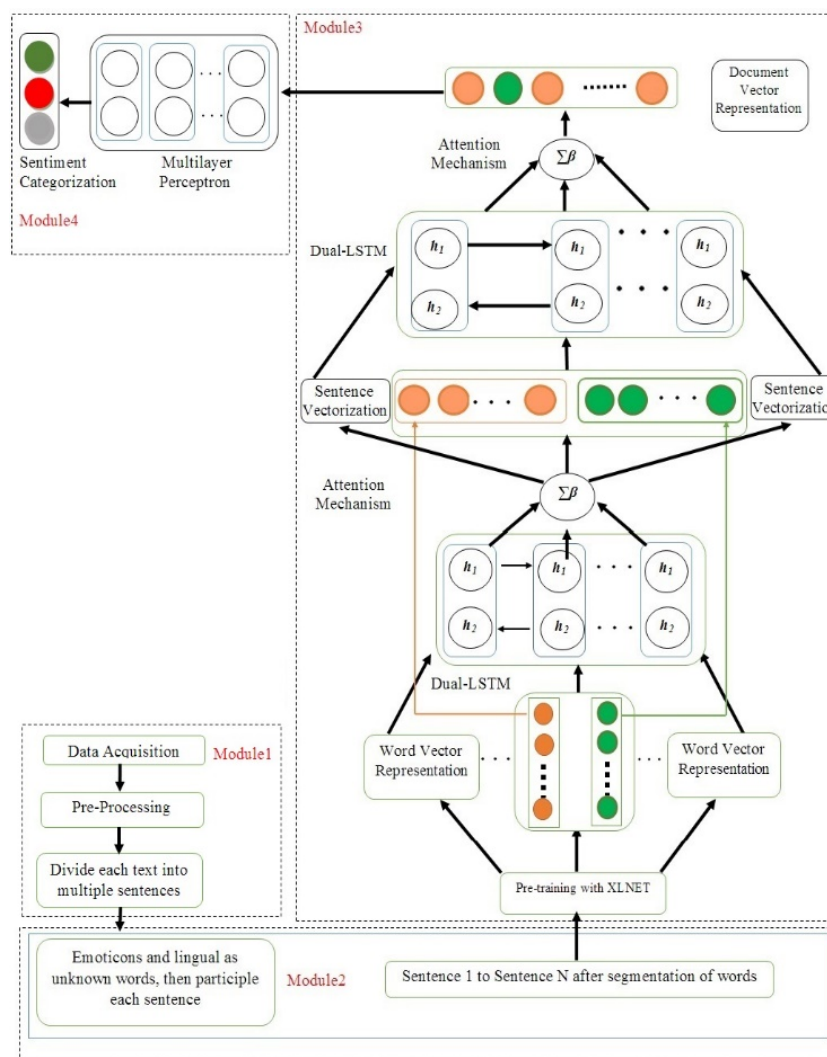 Module3
Document
Vector
Representation
Attention
Mechanism
Σβ
Sentiment
Categorization
Multilayer
Perceptron
Module4
Dual-LSTM
h1
h1
h1
h2
h2
h2
Sentence
Vectorization
Sentence
Vectorization
Attention
Mechanism
Σβ
h1
h1
h1
h2
h2
h2
Dual-LSTM
Word Vector
Representation
Word Vector
Representation
Module1
Data Acquisition
Pre-Processing
Divide each text into
multiple sentences
Pre-training with XLNET
Emoticons and lingual as
unknown words, then participle
each sentence
Module2
Sentence 1 to Sentence N after segmentation of words